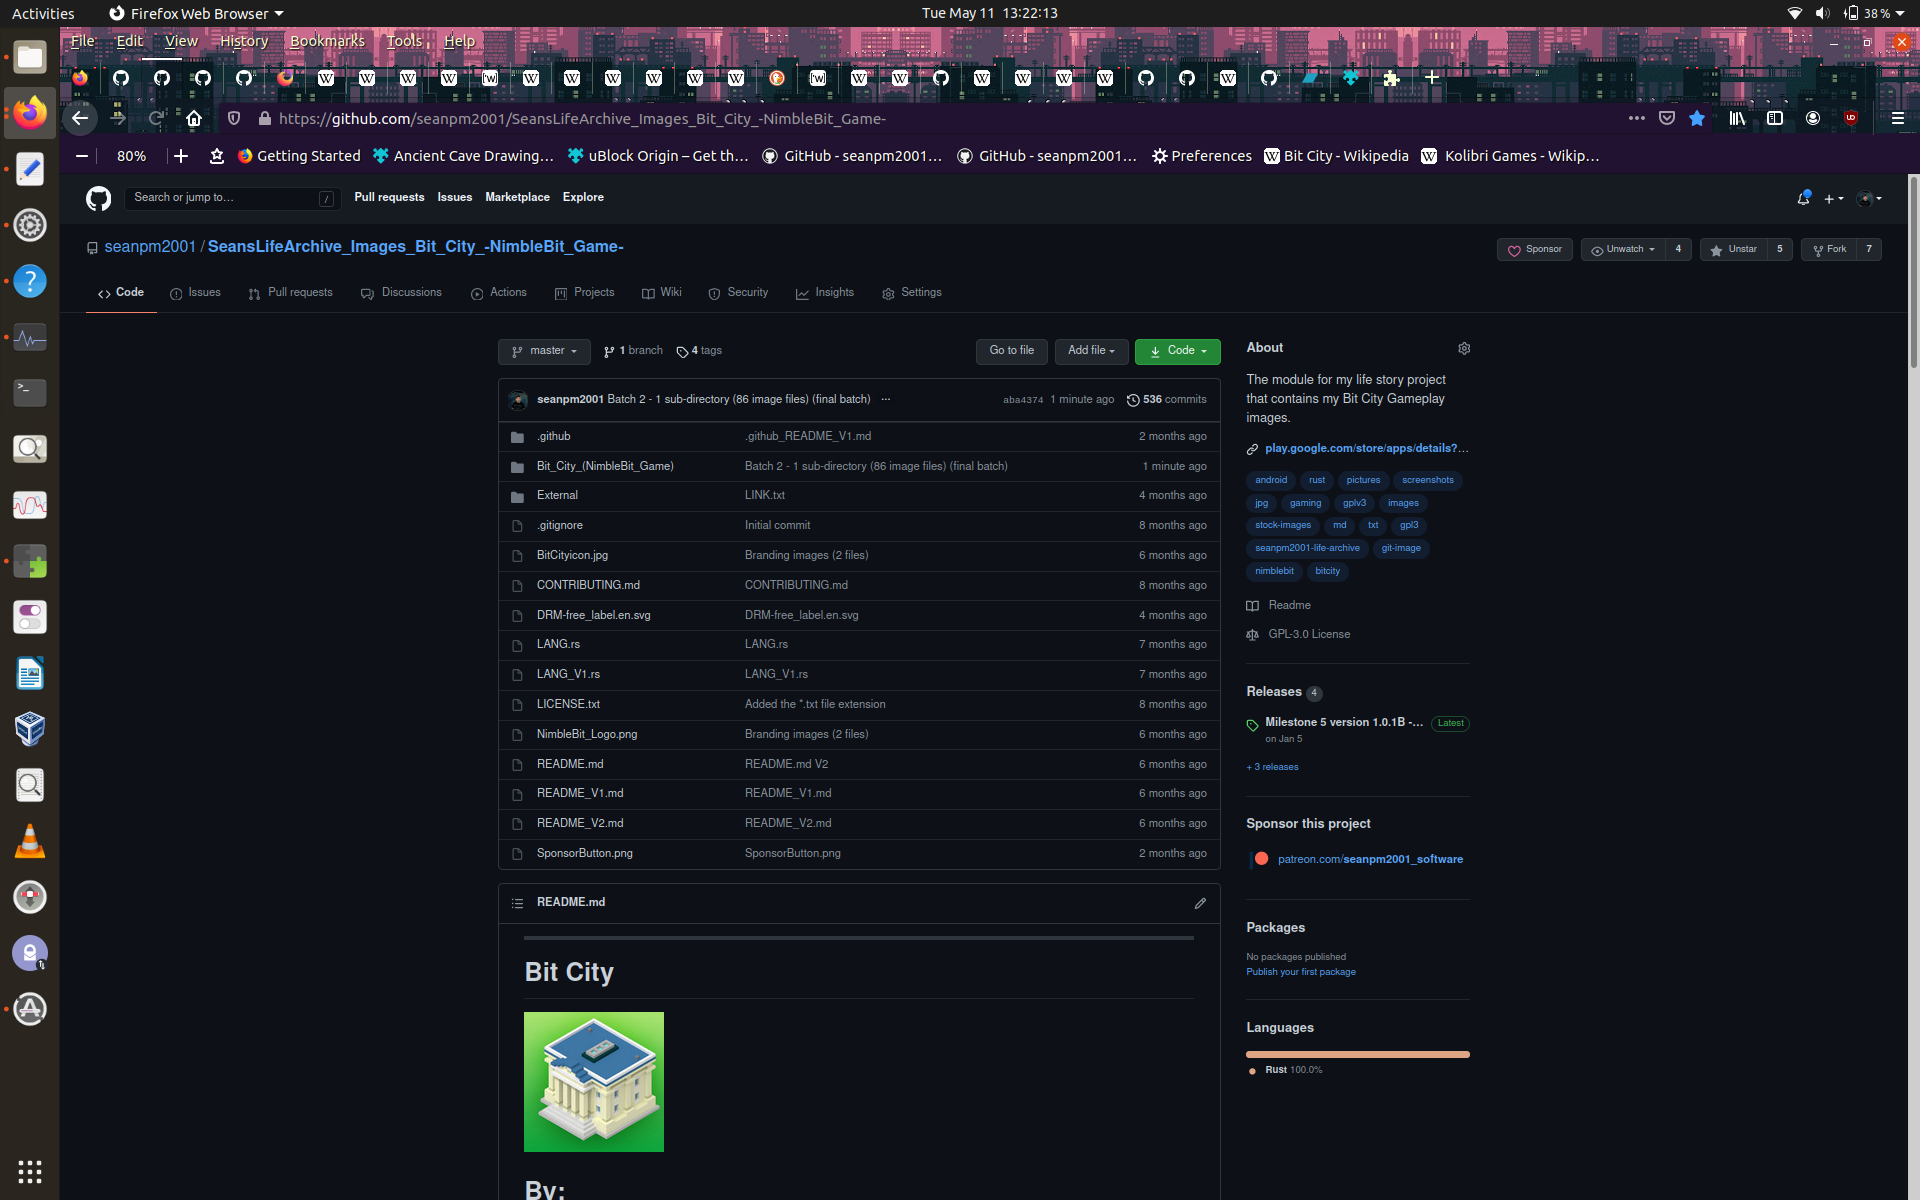 Activities Firefox Web Browser Tue May 11 13:22:13 38 %
File Edit View History Bookmarks Tools Help
https://github.com/seanpm2001/SeansLifeArchive_Images_Bit_City_-NimbleBit_Game-
80% Getting Started Ancient Cave Drawing… uBlock Origin – Get th… GitHub - seanpm2001… GitHub - seanpm2001… Preferences Bit City - Wikipedia Kolibri Games - Wikip…
Search or jump to… / Pull requests Issues Marketplace Explore
seanpm2001 / SeansLifeArchive_Images_Bit_City_-NimbleBit_Game-
Sponsor Unwatch 4 Unstar 5 Fork 7
Code Issues Pull requests Discussions Actions Projects Wiki Security Insights Settings
master 1 branch 4 tags Go to file Add file Code
seanpm2001 Batch 2 - 1 sub-directory (86 image files) (final batch) ... aba4374 1 minute ago 536 commits
.github .github_README_V1.md 2 months ago
Bit_City_(NimbleBit_Game) Batch 2 - 1 sub-directory (86 image files) (final batch) 1 minute ago
External LINK.txt 4 months ago
.gitignore Initial commit 8 months ago
BitCityicon.jpg Branding images (2 files) 6 months ago
CONTRIBUTING.md CONTRIBUTING.md 8 months ago
DRM-free_label.en.svg DRM-free_label.en.svg 4 months ago
LANG.rs LANG.rs 7 months ago
LANG_V1.rs LANG_V1.rs 7 months ago
LICENSE.txt Added the *.txt file extension 8 months ago
NimbleBit_Logo.png Branding images (2 files) 6 months ago
README.md README.md V2 6 months ago
README_V1.md README_V1.md 6 months ago
README_V2.md README_V2.md 6 months ago
SponsorButton.png SponsorButton.png 2 months ago
README.md
Bit City
By:
About
The module for my life story project
that contains my Bit City Gameplay
images.
play.google.com/store/apps/details?…
android rust pictures screenshots
jpg gaming gplv3 images
stock-images md txt gpl3
seanpm2001-life-archive git-image
nimblebit bitcity
Readme
GPL-3.0 License
Releases 4
Milestone 5 version 1.0.1B -… Latest
on Jan 5
+ 3 releases
Sponsor this project
patreon.com/seanpm2001_software
Packages
No packages published
Publish your first package
Languages
Rust 100.0%